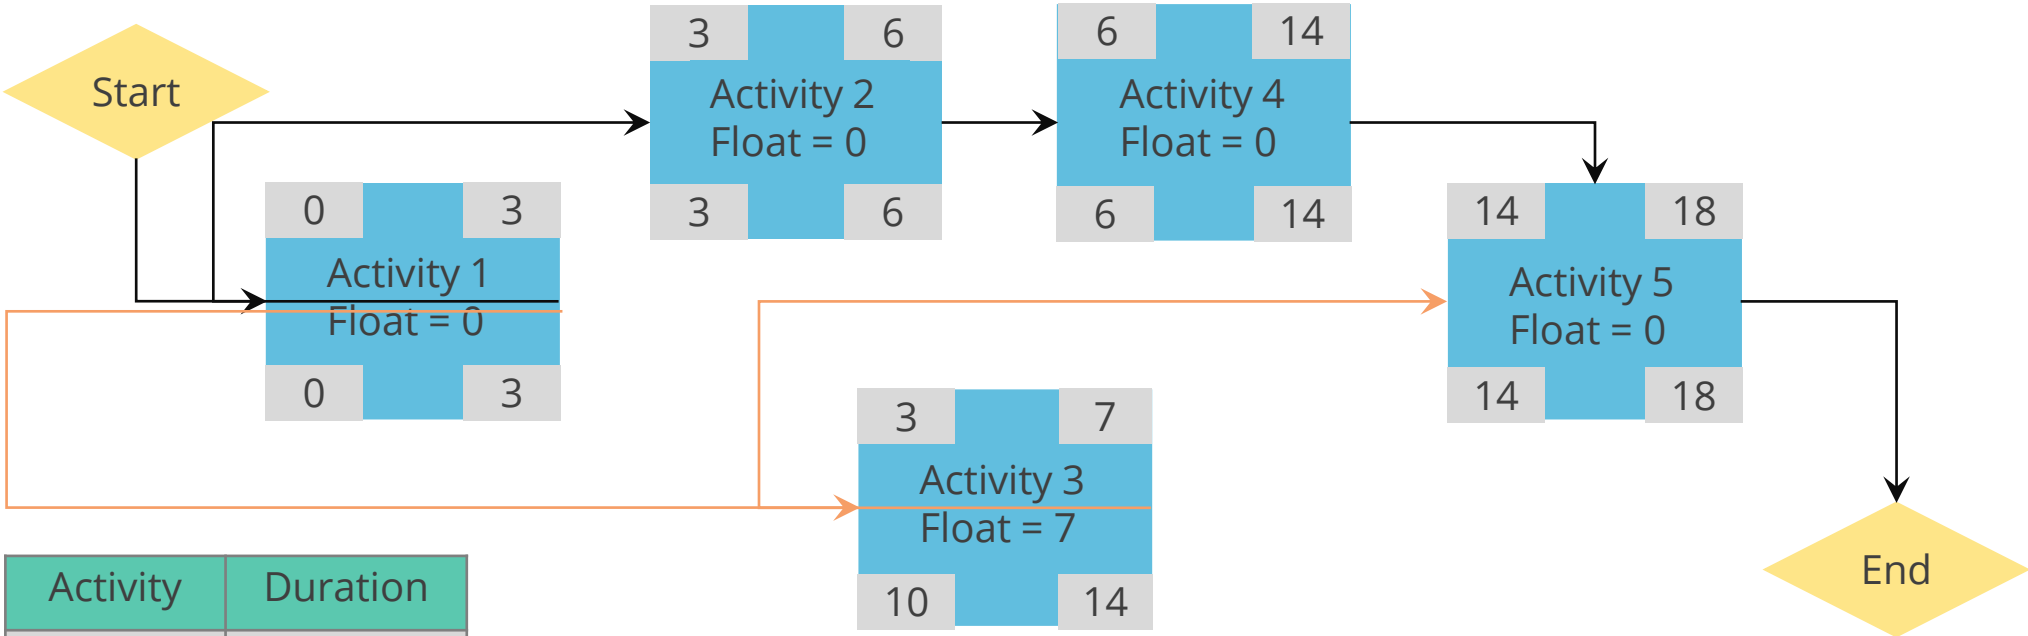 Start
3 6
Activity 2
Float = 0
3 6
6 14
Activity 4
Float = 0
6 14
0 3
Activity 1
Float = 0
0 3
14 18
Activity 5
Float = 0
14 18
3 7
Activity 3
Float = 7
10 14
End
Activity Duration